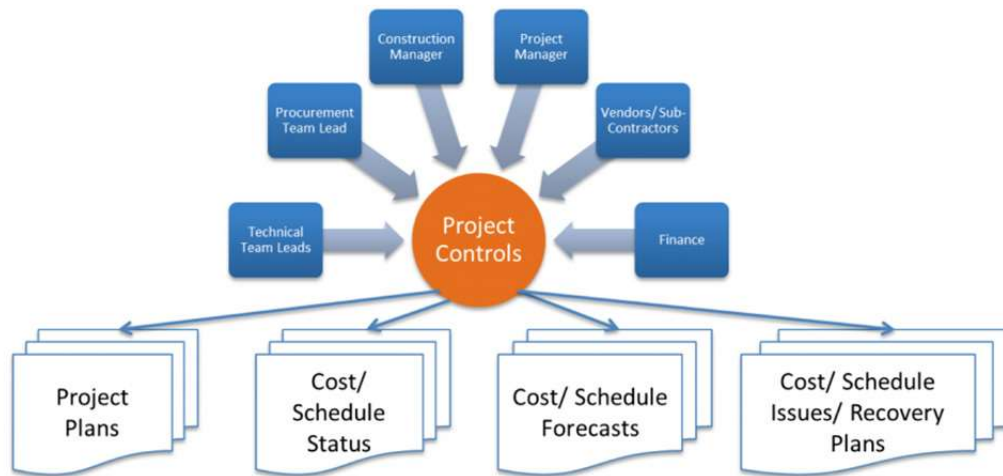 Construction
Manager
Project
Manager
Procurement
Team Lead
Vendors/ Sub-
Contractors
Technical
Team Leads
Project
Controls
Finance
Project
Plans
Cost/
Schedule
Status
Cost/ Schedule
Forecasts
Cost/ Schedule
Issues/ Recovery
Plans